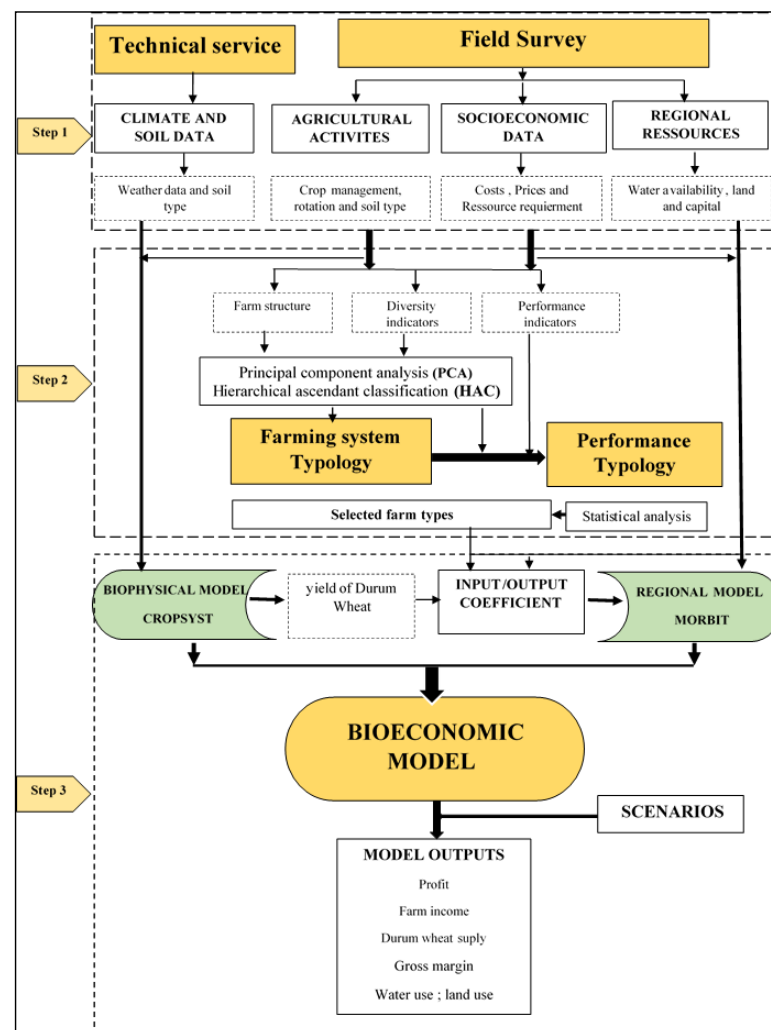 Technical service
Field Survey
Step 1
CLIMATE AND
SOIL DATA
AGRICULTURAL
ACTIVITES
SOCIOECONOMIC
DATA
REGIONAL
RESSOURCES
Weather data and soil
type
Crop management,
rotation and soil type
Costs , Prices and
Ressource requierment
Water availability, land
and capital
Step 2
Farm structure
Diversity
indicators
Performance
indicators
Principal component analysis (PCA)
Hierarchical ascendant classification (HAC)
Farming system
Typology
Performance
Typology
Selected farm types
Statistical analysis
Step 3
BIOPHYSICAL MODEL
CROPSYST
yield of Durum
Wheat
INPUT/OUTPUT
COEFFICIENT
REGIONAL MODEL
MORBIT
BIOECONOMIC
MODEL
SCENARIOS
MODEL OUTPUTS
Profit
Farm income
Durum wheat suply
Gross margin
Water use ; land use